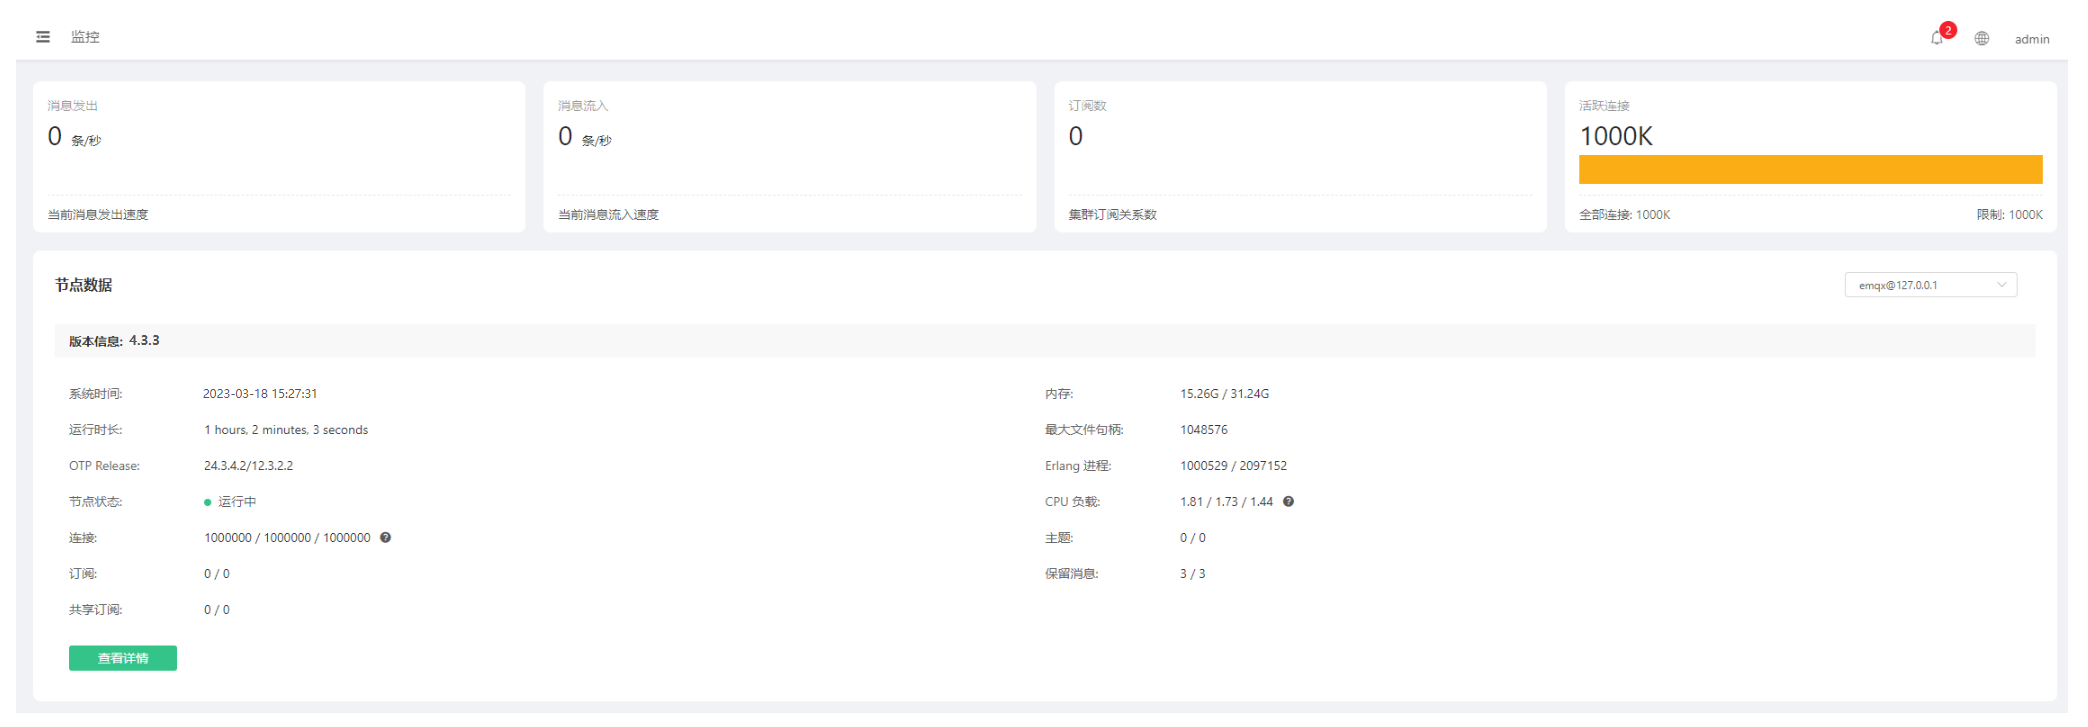 监控
2
admin
消息发出
0 条/秒
当前消息发出速度
消息流入
0 条/秒
当前消息流入速度
订阅数
0
集群订阅关系数
活跃连接
1000K
全部连接: 1000K 限制: 1000K
节点数据
emqx@127.0.0.1
版本信息: 4.3.3
系统时间: 2023-03-18 15:27:31
内存: 15.26G / 31.24G
运行时长: 1 hours, 2 minutes, 3 seconds
最大文件句柄: 1048576
OTP Release: 24.3.4.2/12.3.2.2
Erlang 进程: 1000529 / 2097152
节点状态: 运行中
CPU 负载: 1.81 / 1.73 / 1.44 ?
连接: 1000000 / 1000000 / 1000000 ?
主题: 0 / 0
订阅: 0 / 0
保留消息: 3 / 3
共享订阅: 0 / 0
查看详情